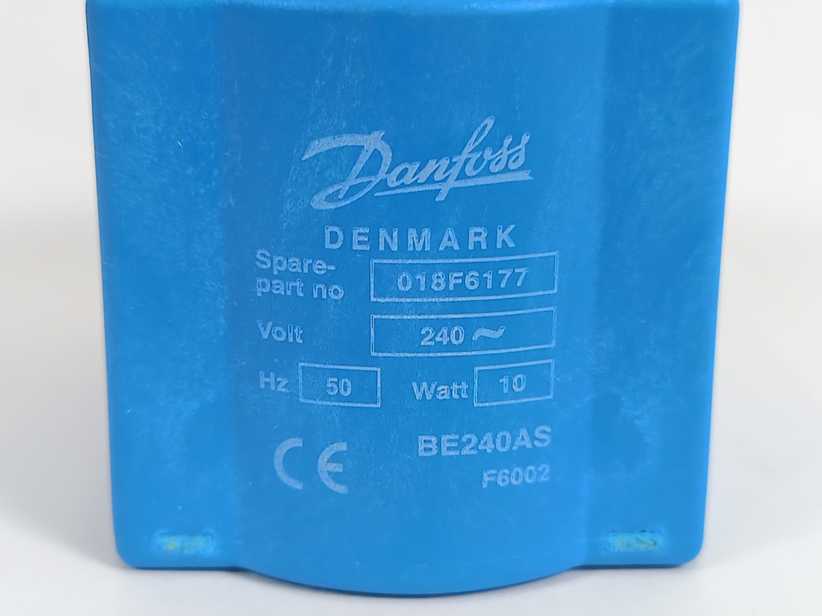 Danfoss
DENMARK
Spare-
part no 018F6177
Volt 240 ~
Hz 50 Watt 10
CE BE240AS
F6002